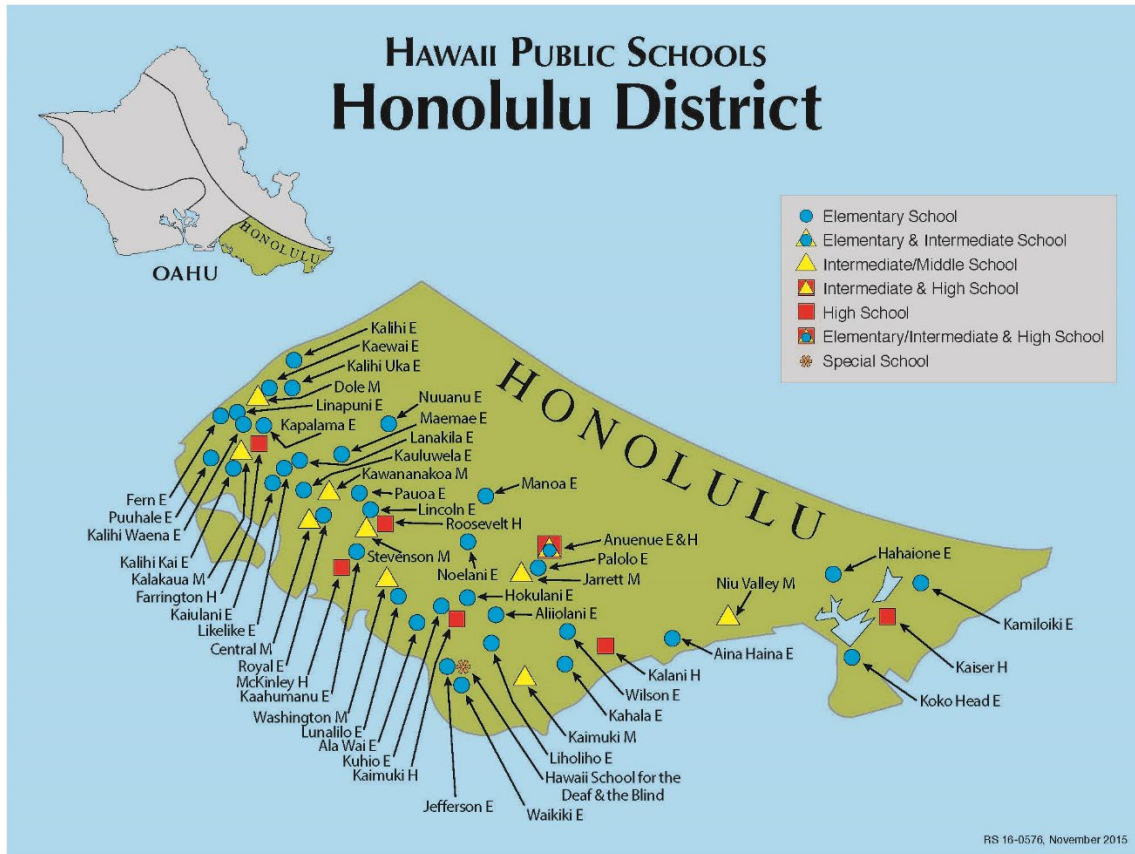 HAWAII PUBLIC SCHOOLS
Honolulu District
HONOLULU
OAHU
Elementary School
Elementary & Intermediate School
Intermediate/Middle School
Intermediate & High School
High School
Elementary/Intermediate & High School
Special School
HONOLULU
Kalihi E
Kaewai E
Kalihi Uka E
Dole M
Linapuni E
Kapalama E
Nuuanu E
Maemae E
Lanakila E
Kauluwela E
Kawananakoa M
Pauoa E
Lincoln E
Roosevelt H
Manoa E
Stevenson M
Noelani E
Anuenue E & H
Palolo E
Jarrett M
Hokulani E
Aliiolani E
Niu Valley M
Hahaione E
Kamiloiki E
Kaiser H
Koko Head E
Aina Haina E
Kalani H
Wilson E
Kahala E
Kaimuki M
Liholiho E
Hawaii School for the
Deaf & the Blind
Waikiki E
Jefferson E
Fern E
Puuhale E
Kalihi Waena E
Kalihi Kai E
Kalakaua M
Farrington H
Kaiulani E
Likelike E
Central M
Royal E
McKinley H
Kaahumanu E
Washington M
Lunalilo E
Ala Wai E
Kuhio E
Kaimuki H
RS 16-0576, November 2015